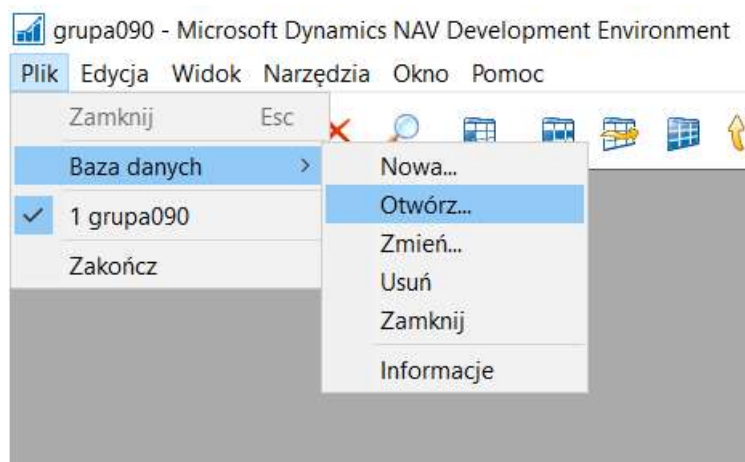 grupa090 - Microsoft Dynamics NAV Development Environment
Plik Edycja Widok Narzędzia Okno Pomoc
Zamknij Esc
Baza danych >
1 grupa090
Zakończ
Nowa...
Otwórz...
Zmień...
Usuń
Zamknij
Informacje